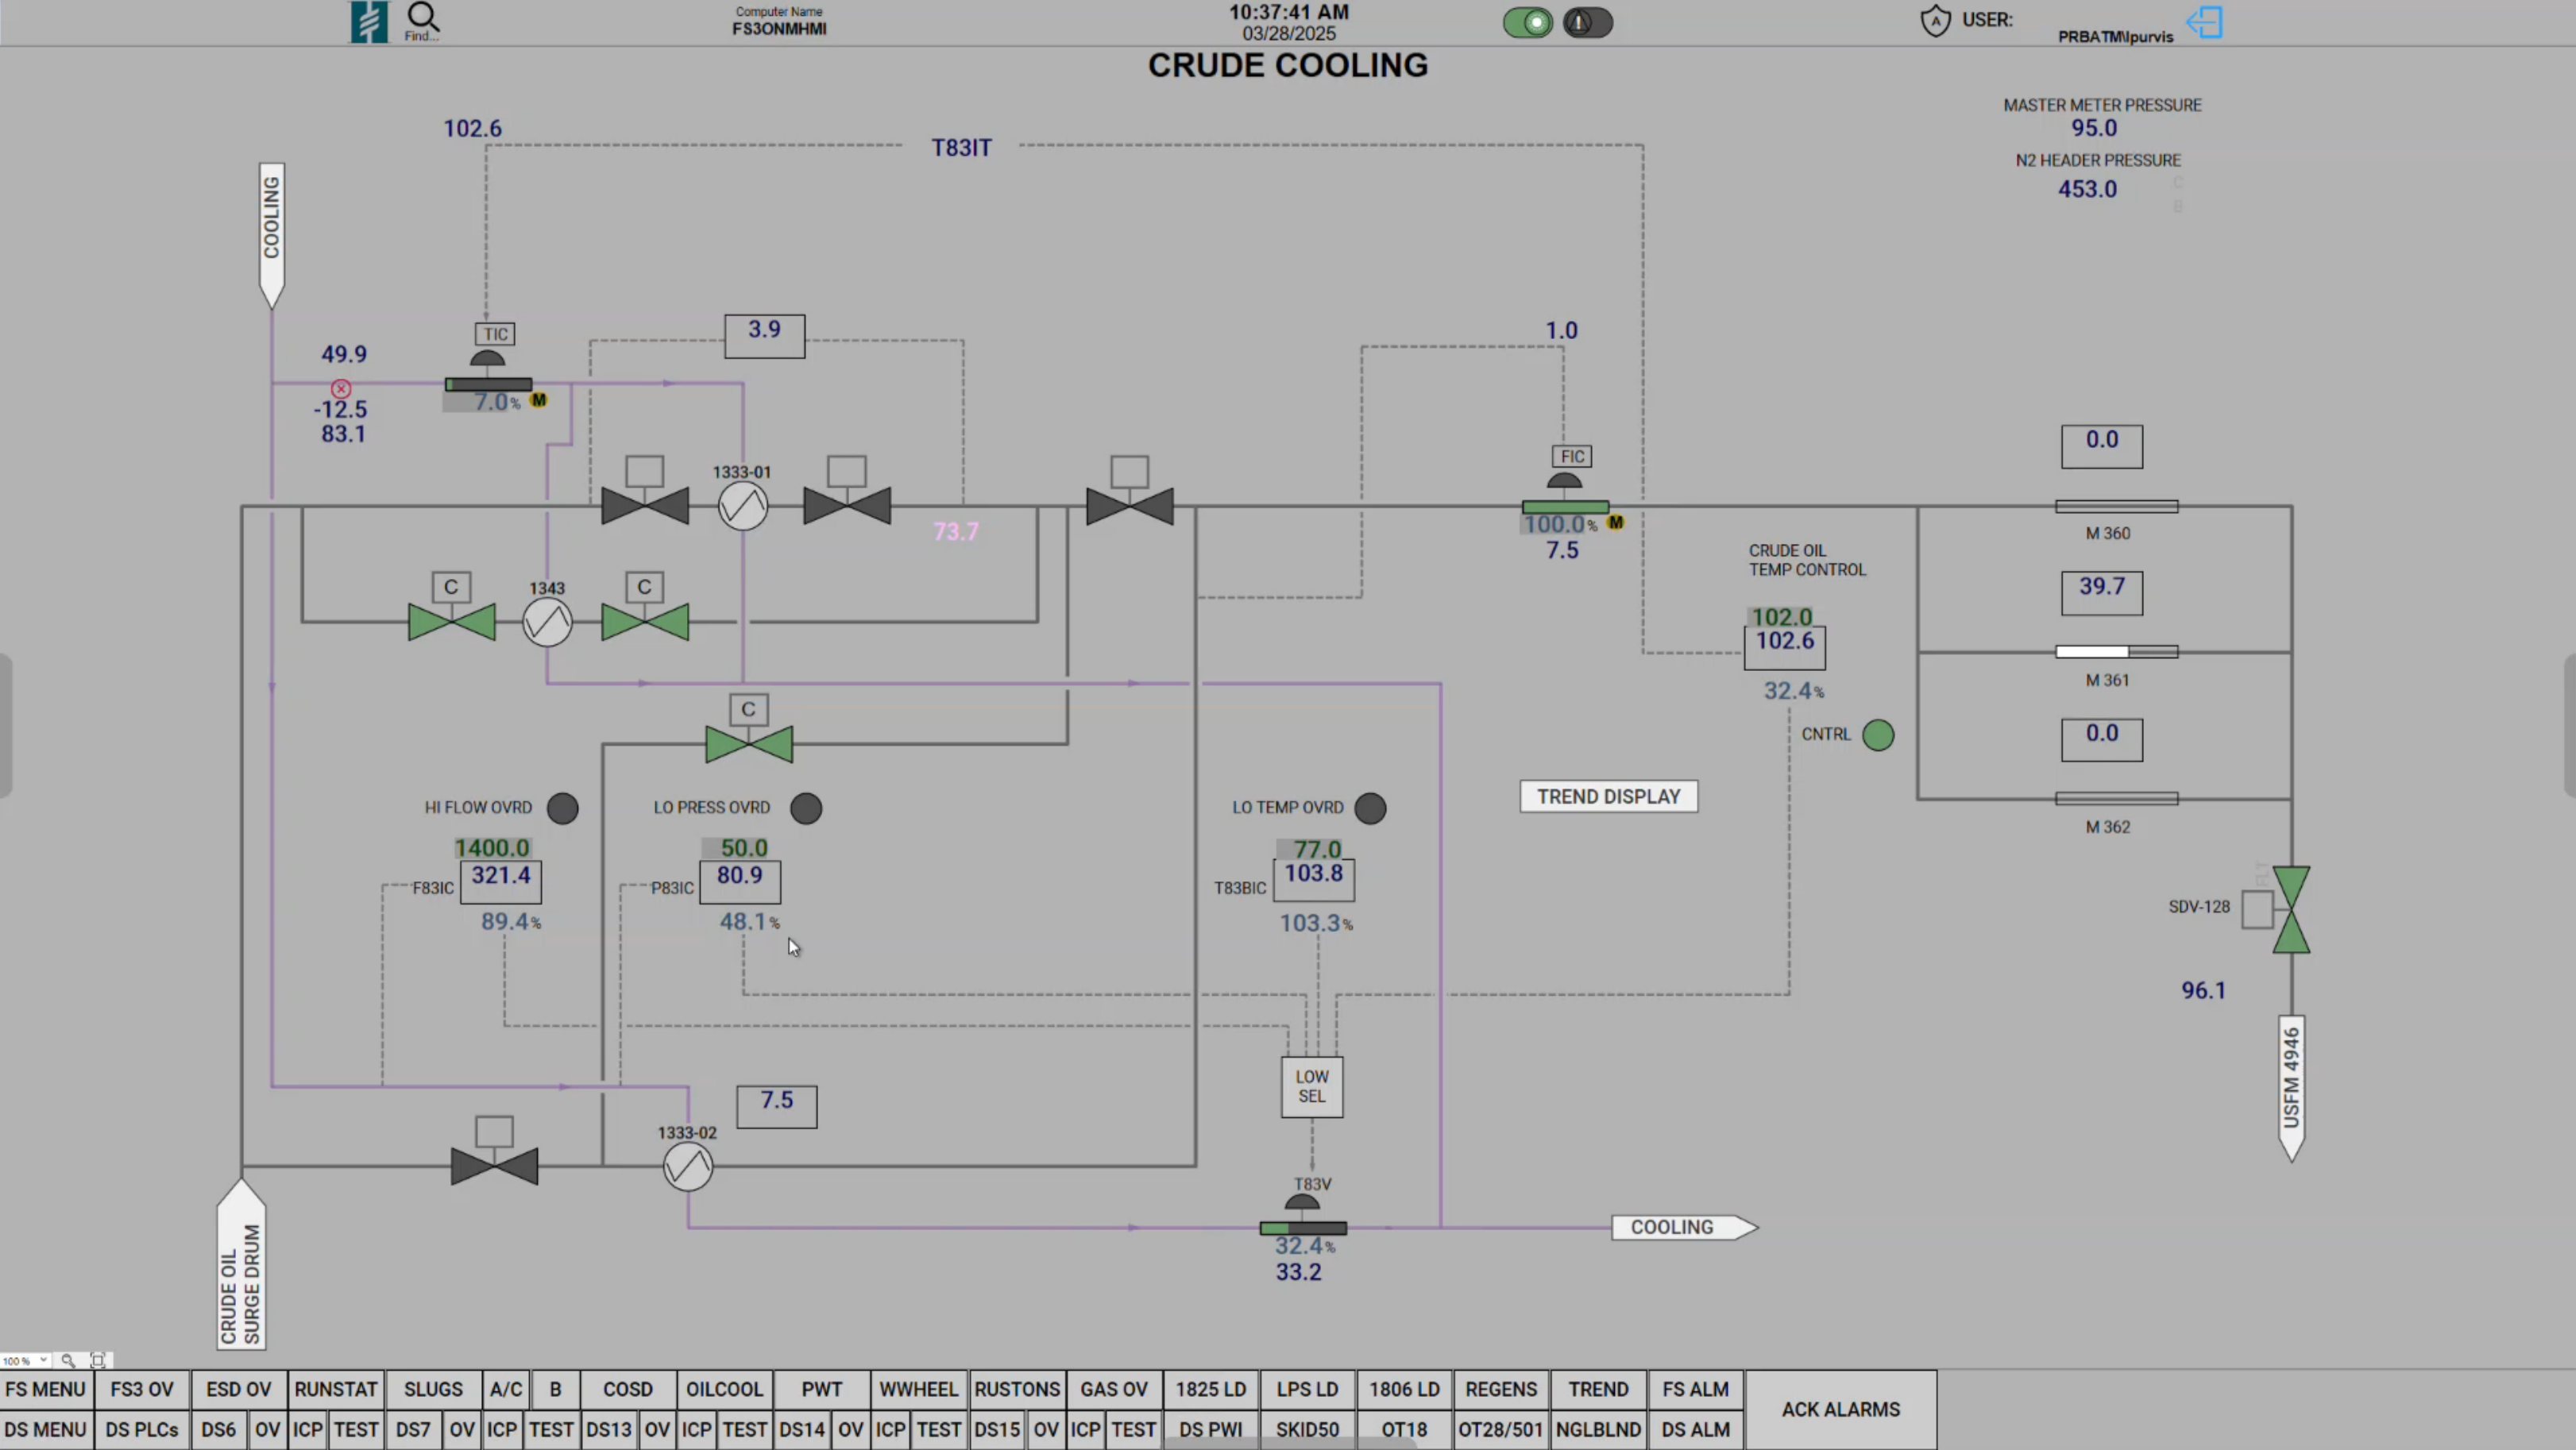 Computer Name
FS3ONMHMI
10:37:41 AM
03/28/2025
Find...
USER:
PRBATM\lpurvis
CRUDE COOLING
MASTER METER PRESSURE
95.0
N2 HEADER PRESSURE
453.0
C
B
102.6
T83IT
COOLING
TIC
49.9
-12.5
83.1
7.0%
M
3.9
1.0
FIC
100.0%
M
7.5
1333-01
73.7
C
1343
C
C
CRUDE OIL
TEMP CONTROL
102.0
102.6
32.4%
CNTRL
0.0
M 360
39.7
M 361
0.0
M 362
TREND DISPLAY
HI FLOW OVRD
1400.0
F83IC
321.4
89.4%
LO PRESS OVRD
50.0
P83IC
80.9
48.1%
LO TEMP OVRD
77.0
T83BIC
103.8
103.3%
FLT
SDV-128
96.1
USFM 4946
LOW
SEL
7.5
1333-02
T83V
32.4%
33.2
COOLING
CRUDE OIL
SURGE DRUM
100 %
FS MENU FS3 OV ESD OV RUNSTAT SLUGS A/C B COSD OILCOOL PWT WWHEEL RUSTONS GAS OV 1825 LD LPS LD 1806 LD REGENS TREND FS ALM
DS MENU DS PLCs DS6 OV ICP TEST DS7 OV ICP TEST DS13 OV ICP TEST DS14 OV ICP TEST DS15 OV ICP TEST DS PWI SKID50 OT18 OT28/501 NGLBLND DS ALM
ACK ALARMS